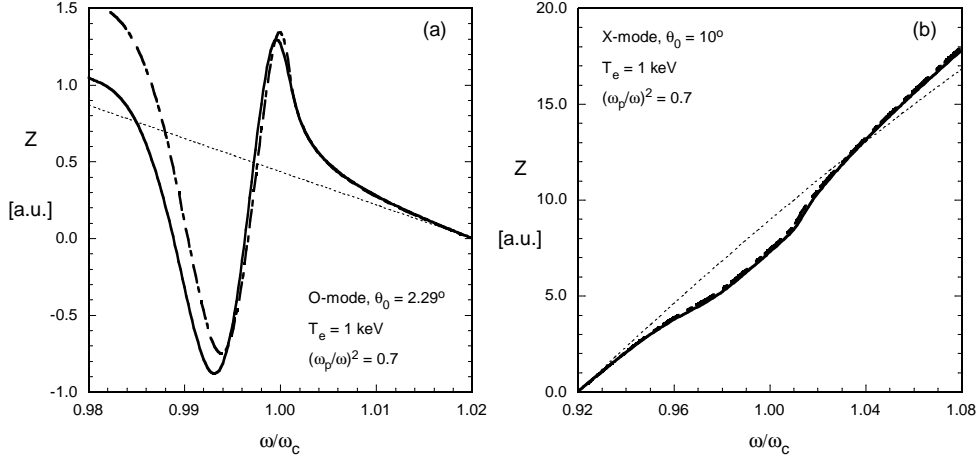 1.5
1.0
0.5
0.0
-0.5
-1.0
Z
[a.u.]
(a)
O-mode, θ0 = 2.29o
Te = 1 keV
(ωp/ω)2 = 0.7
0.98
0.99
1.00
1.01
1.02
ω/ωc
20.0
15.0
10.0
5.0
0.0
Z
[a.u.]
(b)
X-mode, θ0 = 10o
Te = 1 keV
(ωp/ω)2 = 0.7
0.92
0.96
1.00
1.04
1.08
ω/ωc